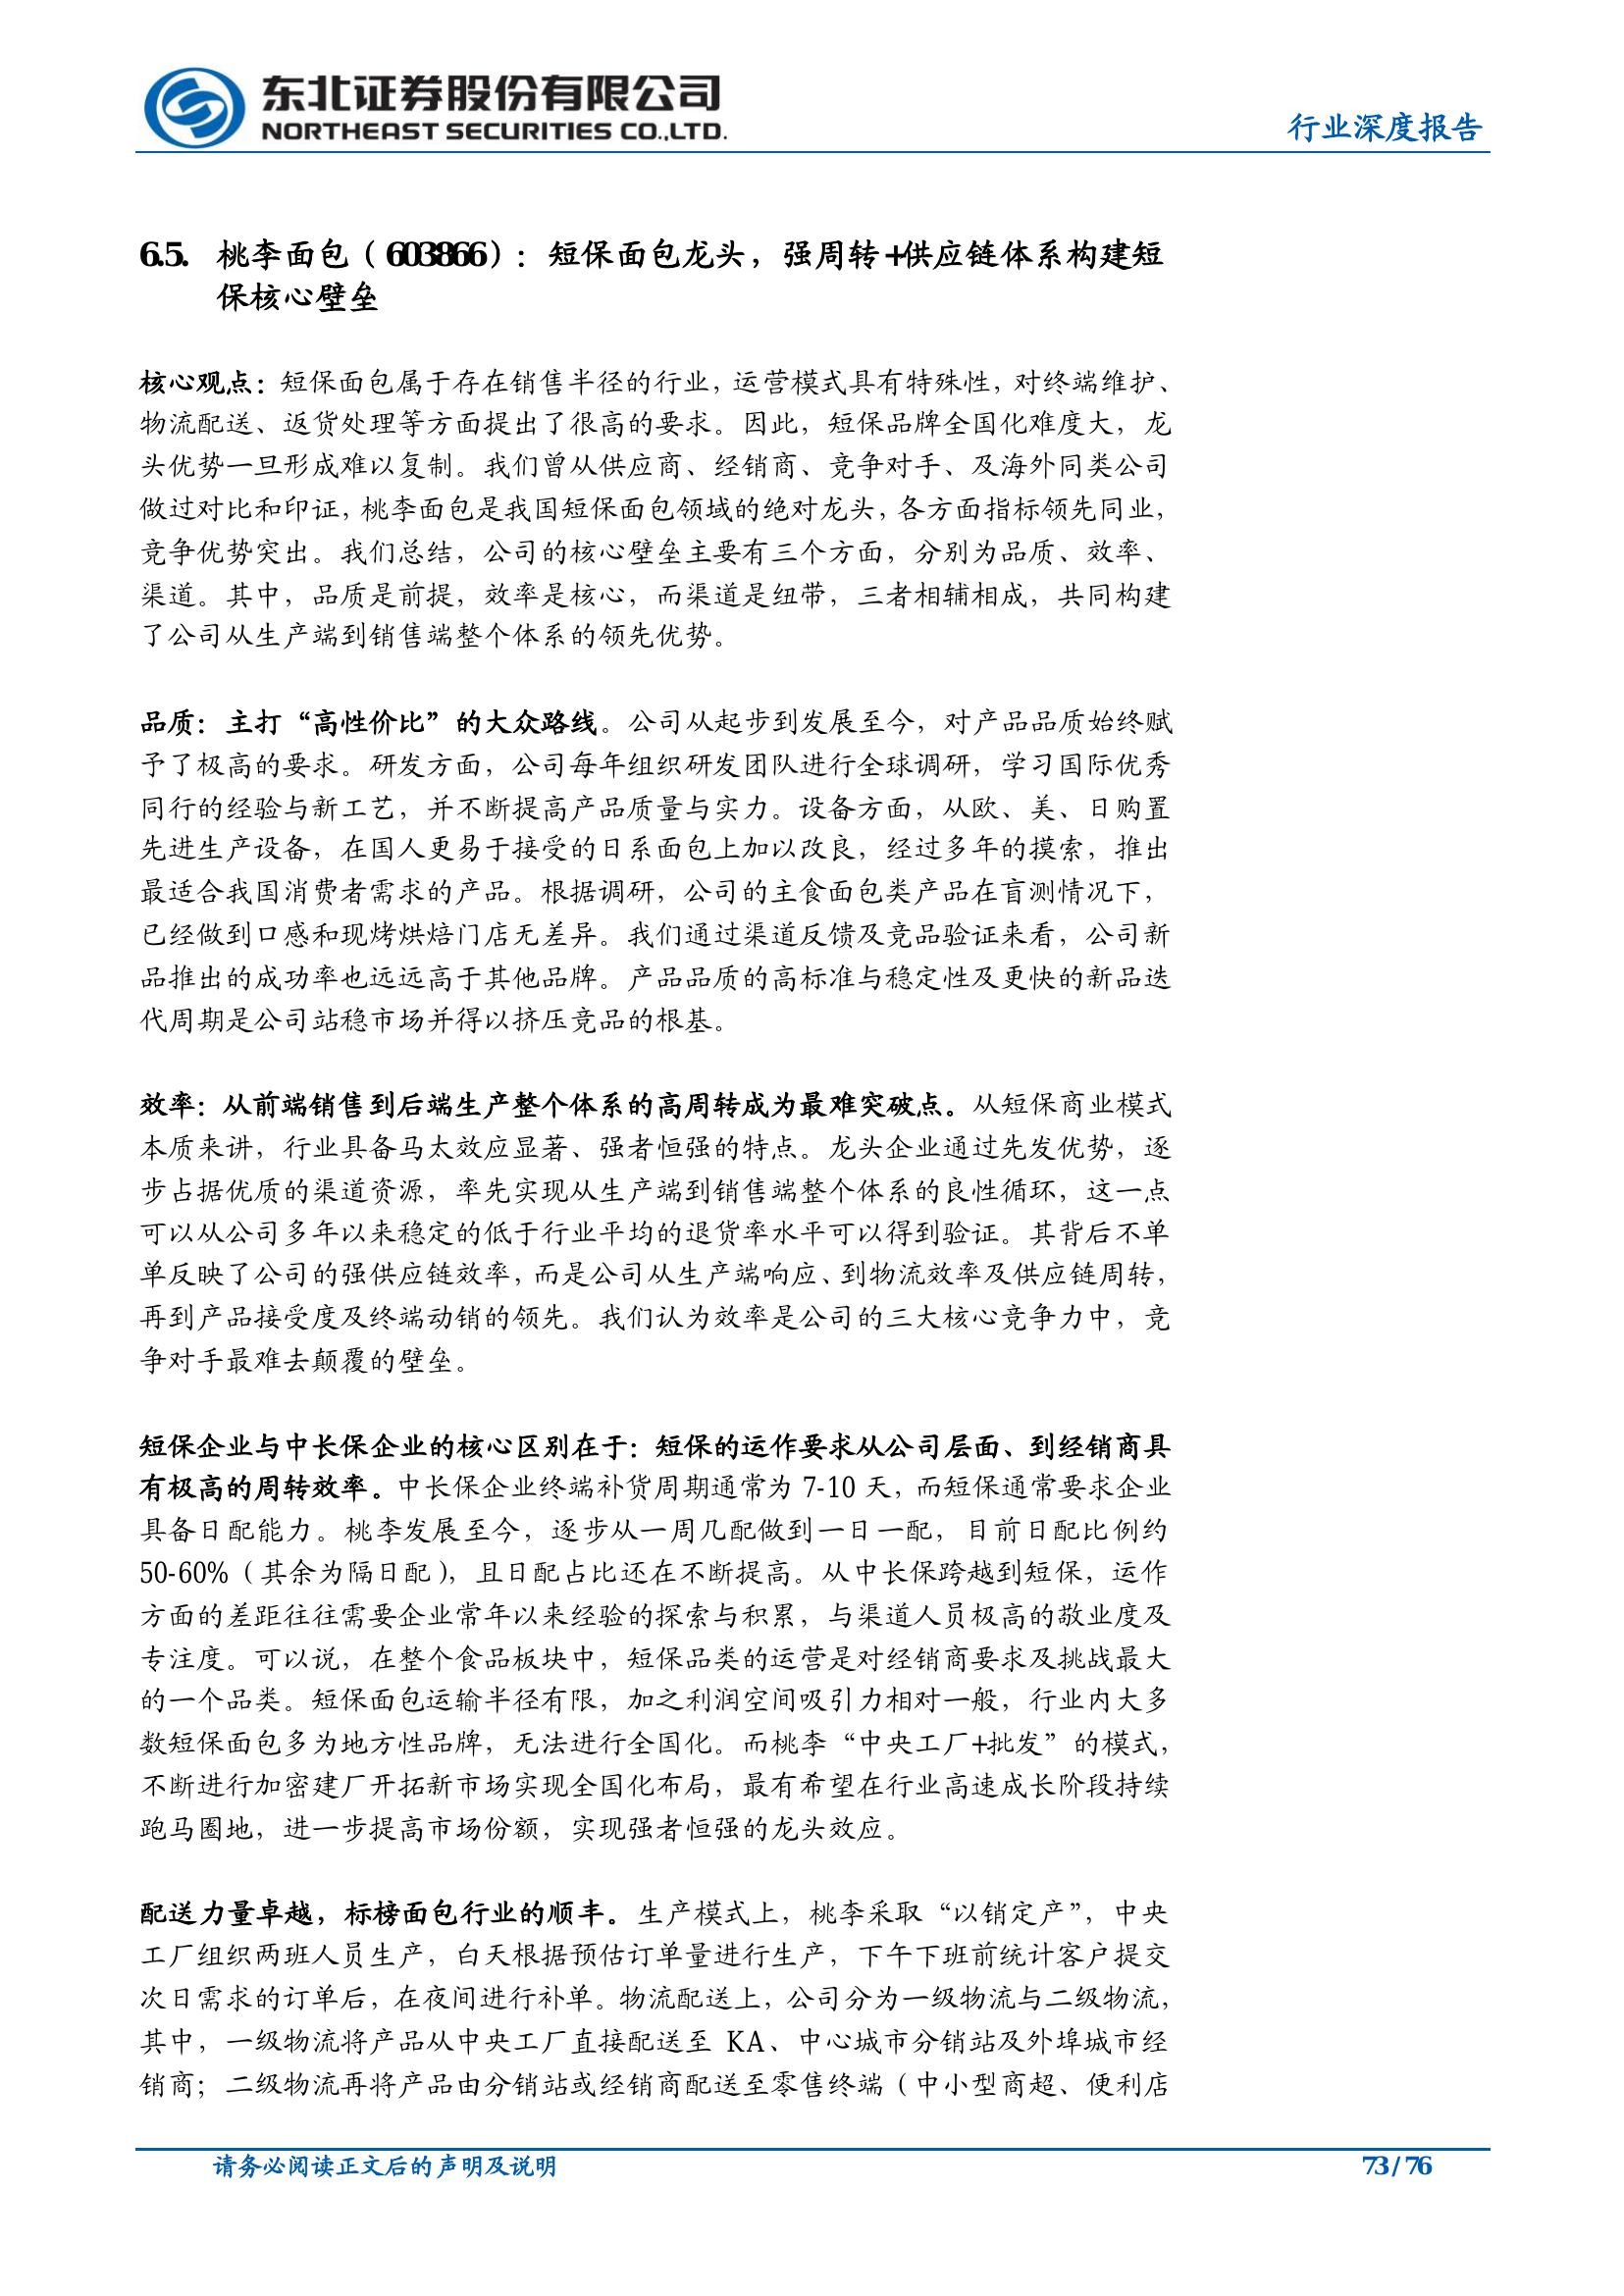 东北证券股份有限公司
NORTHEAST SECURITIES CO.,LTD.
行业深度报告
6.5. 桃李面包（603866）：短保面包龙头，强周转+供应链体系构建短
保核心壁垒
核心观点：短保面包属于存在销售半径的行业，运营模式具有特殊性，对终端维护、
物流配送、返货处理等方面提出了很高的要求。因此，短保品牌全国化难度大，龙
头优势一旦形成难以复制。我们曾从供应商、经销商、竞争对手、及海外同类公司
做过对比和印证，桃李面包是我国短保面包领域的绝对龙头，各方面指标领先同业，
竞争优势突出。我们总结，公司的核心壁垒主要有三个方面，分别为品质、效率、
渠道。其中，品质是前提，效率是核心，而渠道是纽带，三者相辅相成，共同构建
了公司从生产端到销售端整个体系的领先优势。
品质：主打“高性价比”的大众路线。公司从起步到发展至今，对产品品质始终赋
予了极高的要求。研发方面，公司每年组织研发团队进行全球调研，学习国际优秀
同行的经验与新工艺，并不断提高产品质量与实力。设备方面，从欧、美、日购置
先进生产设备，在国人更易于接受的日系面包上加以改良，经过多年的摸索，推出
最适合我国消费者需求的产品。根据调研，公司的主食面包类产品在盲测情况下，
已经做到口感和现烤烘焙门店无差异。我们通过渠道反馈及竞品验证来看，公司新
品推出的成功率也远远高于其他品牌。产品品质的高标准与稳定性及更快的新品迭
代周期是公司站稳市场并得以挤压竞品的根基。
效率：从前端销售到后端生产整个体系的高周转成为最难突破点。从短保商业模式
本质来讲，行业具备马太效应显著、强者恒强的特点。龙头企业通过先发优势，逐
步占据优质的渠道资源，率先实现从生产端到销售端整个体系的良性循环，这一点
可以从公司多年以来稳定的低于行业平均的退货率水平可以得到验证。其背后不单
单反映了公司的强供应链效率，而是公司从生产端响应、到物流效率及供应链周转，
再到产品接受度及终端动销的领先。我们认为效率是公司的三大核心竞争力中，竞
争对手最难去颠覆的壁垒。
短保企业与中长保企业的核心区别在于：短保的运作要求从公司层面、到经销商具
有极高的周转效率。中长保企业终端补货周期通常为 7-10 天，而短保通常要求企业
具备日配能力。桃李发展至今，逐步从一周几配做到一日一配，目前日配比例约
50-60%（其余为隔日配），且日配占比还在不断提高。从中长保跨越到短保，运作
方面的差距往往需要企业常年以来经验的探索与积累，与渠道人员极高的敬业度及
专注度。可以说，在整个食品板块中，短保品类的运营是对经销商要求及挑战最大
的一个品类。短保面包运输半径有限，加之利润空间吸引力相对一般，行业内大多
数短保面包多为地方性品牌，无法进行全国化。而桃李“中央工厂+批发”的模式，
不断进行加密建厂开拓新市场实现全国化布局，最有希望在行业高速成长阶段持续
跑马圈地，进一步提高市场份额，实现强者恒强的龙头效应。
配送力量卓越，标榜面包行业的顺丰。生产模式上，桃李采取“以销定产”，中央
工厂组织两班人员生产，白天根据预估订单量进行生产，下午下班前统计客户提交
次日需求的订单后，在夜间进行补单。物流配送上，公司分为一级物流与二级物流，
其中，一级物流将产品从中央工厂直接配送至 KA、中心城市分销站及外埠城市经
销商；二级物流再将产品由分销站或经销商配送至零售终端（中小型商超、便利店
请务必阅读正文后的声明及说明
73 / 76